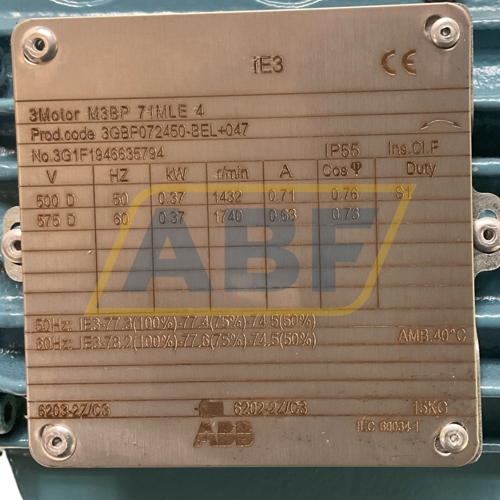 IE3
CE
3Motor M3BP 71MLE 4
Prod.code 3GBP072450-BEL+047
No.3G1F1946635794 IP55 Ins.Cl.F
V HZ kW r/min A Cos φ Duty
500 D 50 0.37 1432 0.71 0.76 S1
575 D 60 0.37 1740 0.63 0.73
ABF
50Hz: IE3-77.3(100%)-77.4(75%)-74.5(50%)
60Hz: IE3-78.2(100%)-77.6(75%)-74.5(50%) AMB.40°C
6203-2Z/C3 6202-2Z/C3 15KG
ABB IEC 60034-1